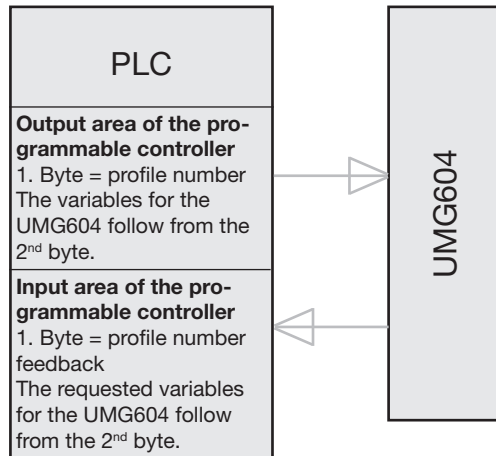 PLC
Output area of the pro-
grammable controller
1. Byte = profile number
The variables for the
UMG604 follow from the
2nd byte.
Input area of the pro-
grammable controller
1. Byte = profile number
feedback
The requested variables
for the UMG604 follow
from the 2nd byte.
UMG604